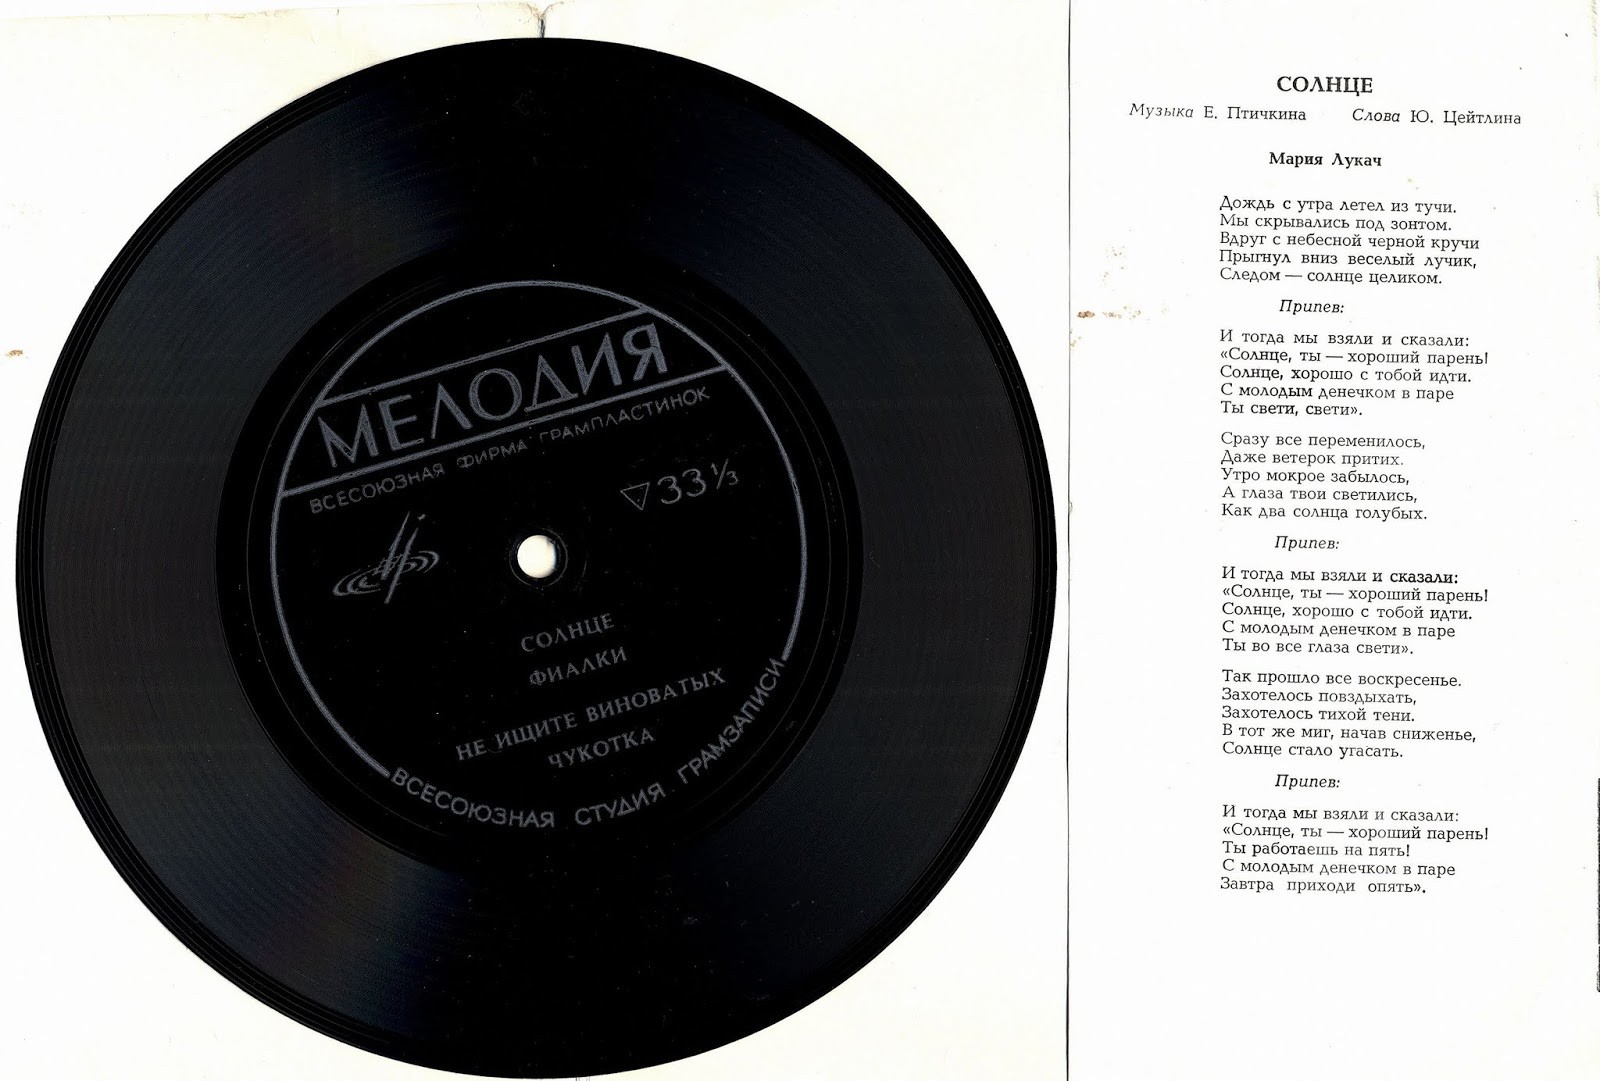 МЕЛОДИЯ
ВСЕСОЮЗНАЯ ФИРМА ГРАМПЛАСТИНОК
33⅓
СОЛНЦЕ
ФИАЛКИ
НЕ ИЩИТЕ ВИНОВАТЫХ
ЧУКОТКА
ВСЕСОЮЗНАЯ СТУДИЯ ГРАМЗАПИСИ
СОЛНЦЕ
Музыка Е. Птичкина Слова Ю. Цейтлина
Мария Лукач
Дождь с утра летел из тучи.
Мы скрывались под зонтом.
Вдруг с небесной черной кручи
Прыгнул вниз веселый лучик,
Следом — солнце целиком.
Припев:
И тогда мы взяли и сказали:
«Солнце, ты — хороший парень!
Солнце, хорошо с тобой идти.
С молодым денечком в паре
Ты свети, свети».
Сразу все переменилось,
Даже ветерок притих.
Утро мокрое забылось,
А глаза твои светились,
Как два солнца голубых.
Припев:
И тогда мы взяли и сказали:
«Солнце, ты — хороший парень!
Солнце, хорошо с тобой идти.
С молодым денечком в паре
Ты во все глаза свети».
Так прошло все воскресенье.
Захотелось повздыхать,
Захотелось тихой тени.
В тот же миг, начав сниженье,
Солнце стало угасать.
Припев:
И тогда мы взяли и сказали:
«Солнце, ты — хороший парень!
Ты работаешь на пять!
С молодым денечком в паре
Завтра приходи опять».